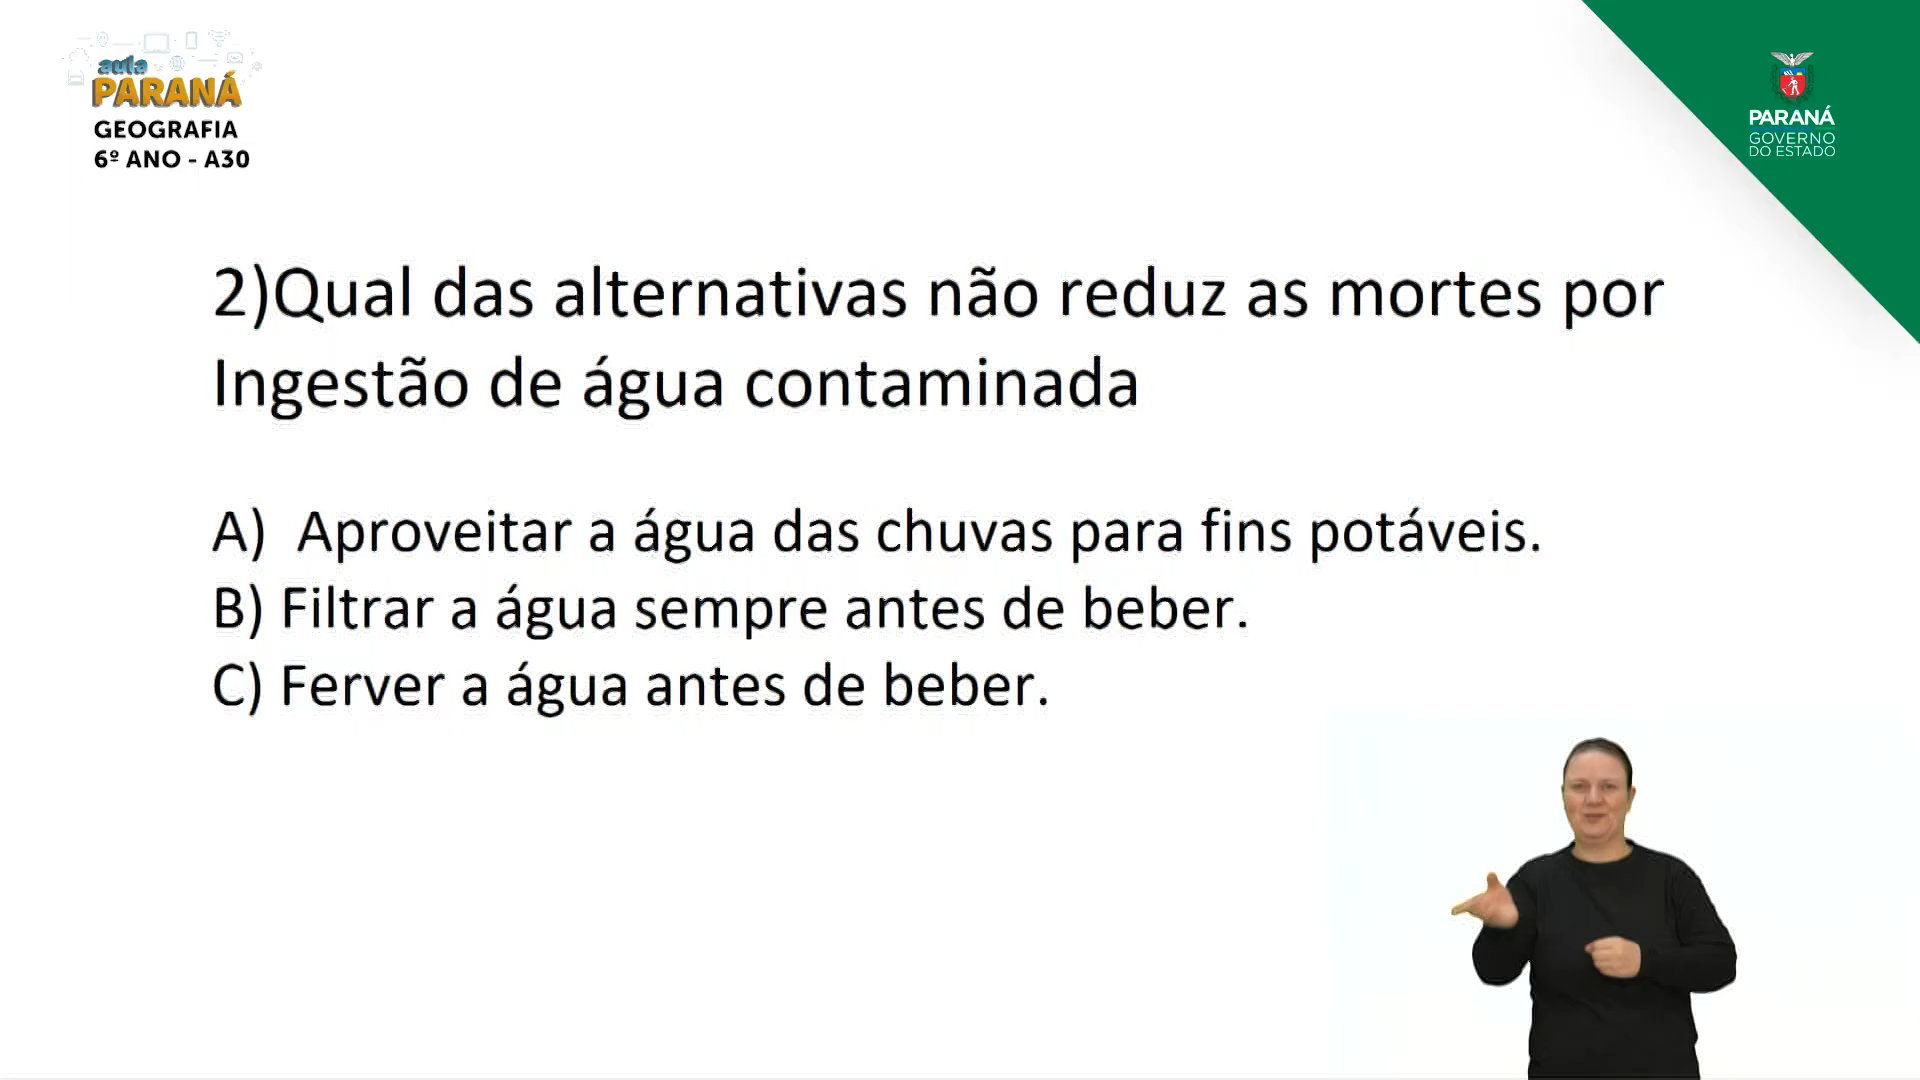 aula
PARANÁ
GEOGRAFIA
6º ANO - A30
PARANÁ
GOVERNO
DO ESTADO
2)Qual das alternativas não reduz as mortes por
Ingestão de água contaminada
A) Aproveitar a água das chuvas para fins potáveis.
B) Filtrar a água sempre antes de beber.
C) Ferver a água antes de beber.